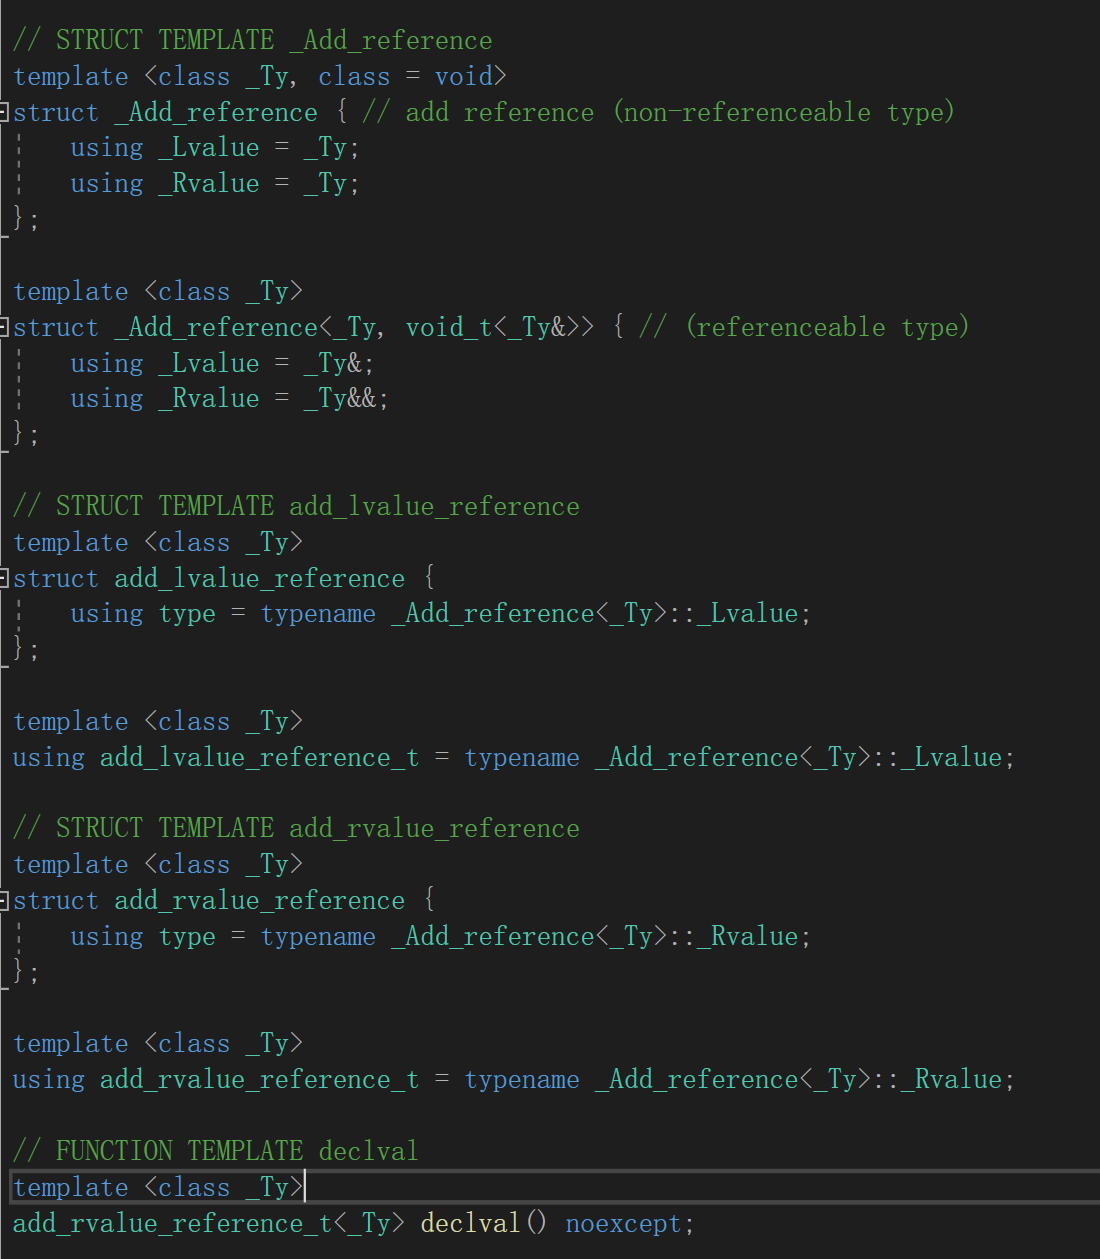 // STRUCT TEMPLATE _Add_reference
template <class _Ty, class = void>
struct _Add_reference { // add reference (non-referenceable type)
    using _Lvalue = _Ty;
    using _Rvalue = _Ty;
};

template <class _Ty>
struct _Add_reference<_Ty, void_t<_Ty&>> { // (referenceable type)
    using _Lvalue = _Ty&;
    using _Rvalue = _Ty&&;
};

// STRUCT TEMPLATE add_lvalue_reference
template <class _Ty>
struct add_lvalue_reference {
    using type = typename _Add_reference<_Ty>::_Lvalue;
};

template <class _Ty>
using add_lvalue_reference_t = typename _Add_reference<_Ty>::_Lvalue;

// STRUCT TEMPLATE add_rvalue_reference
template <class _Ty>
struct add_rvalue_reference {
    using type = typename _Add_reference<_Ty>::_Rvalue;
};

template <class _Ty>
using add_rvalue_reference_t = typename _Add_reference<_Ty>::_Rvalue;

// FUNCTION TEMPLATE declval
template <class _Ty>
add_rvalue_reference_t<_Ty> declval() noexcept;